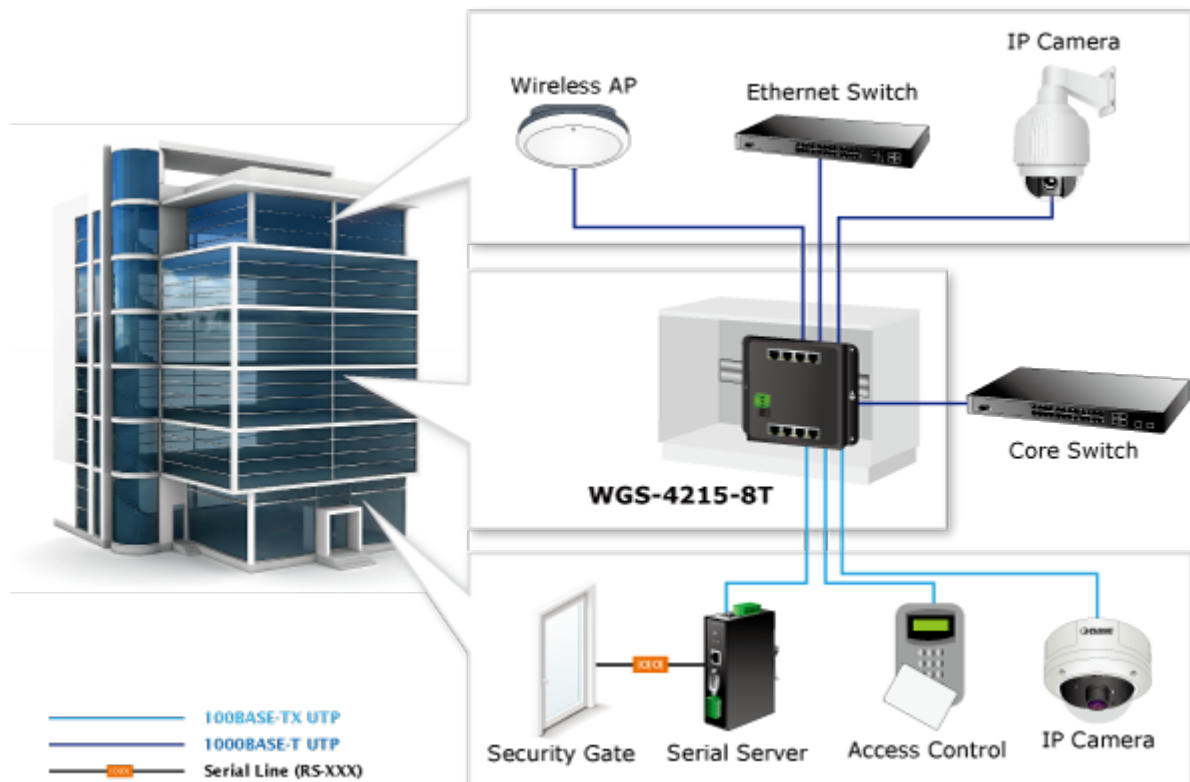 IP Camera
Wireless AP
Ethernet Switch
Core Switch
WGS-4215-8T
Security Gate
Serial Server
Access Control
IP Camera
100BASE-TX UTP
1000BASE-T UTP
Serial Line (RS-XXX)